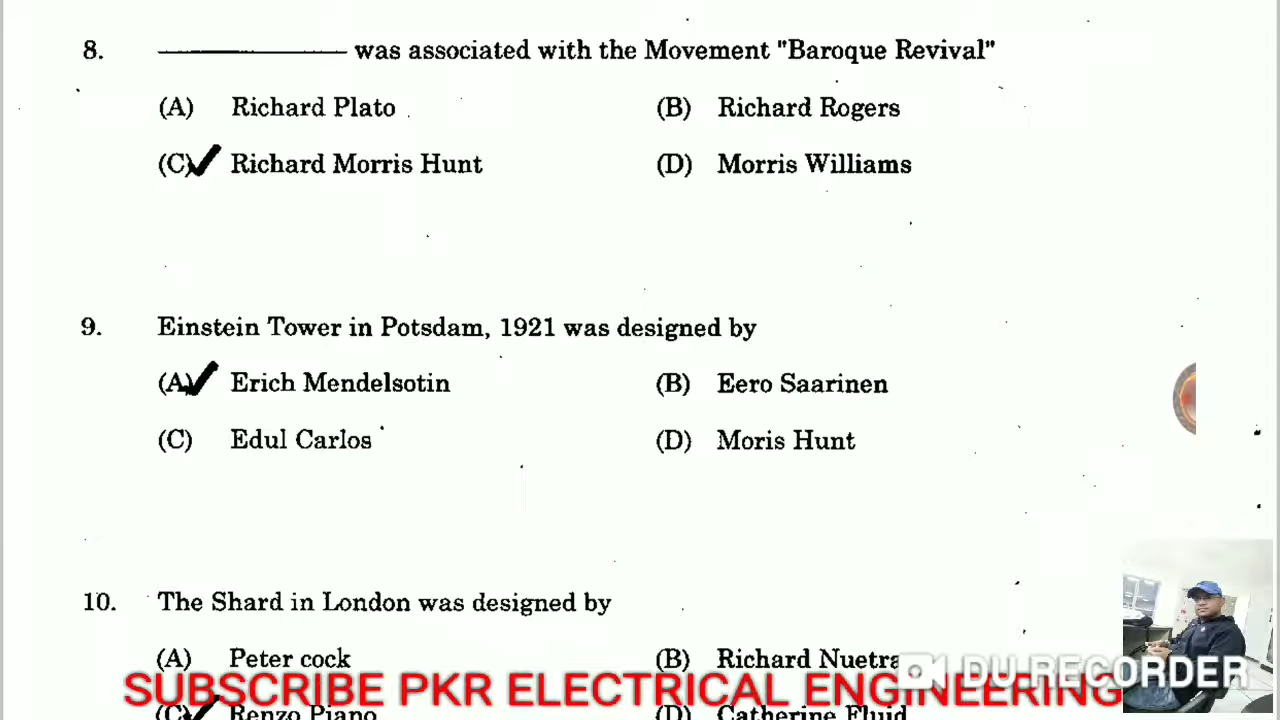 8. ____________ was associated with the Movement "Baroque Revival"
(A) Richard Plato (B) Richard Rogers
(C) Richard Morris Hunt (D) Morris Williams
9. Einstein Tower in Potsdam, 1921 was designed by
(A) Erich Mendelsotin (B) Eero Saarinen
(C) Edul Carlos (D) Moris Hunt
10. The Shard in London was designed by
(A) Peter cock (B) Richard Nuetra
DU RECORDER
SUBSCRIBE PKR ELECTRICAL ENGINEERING
(C) Renzo Piano (D) Catherine Fluid